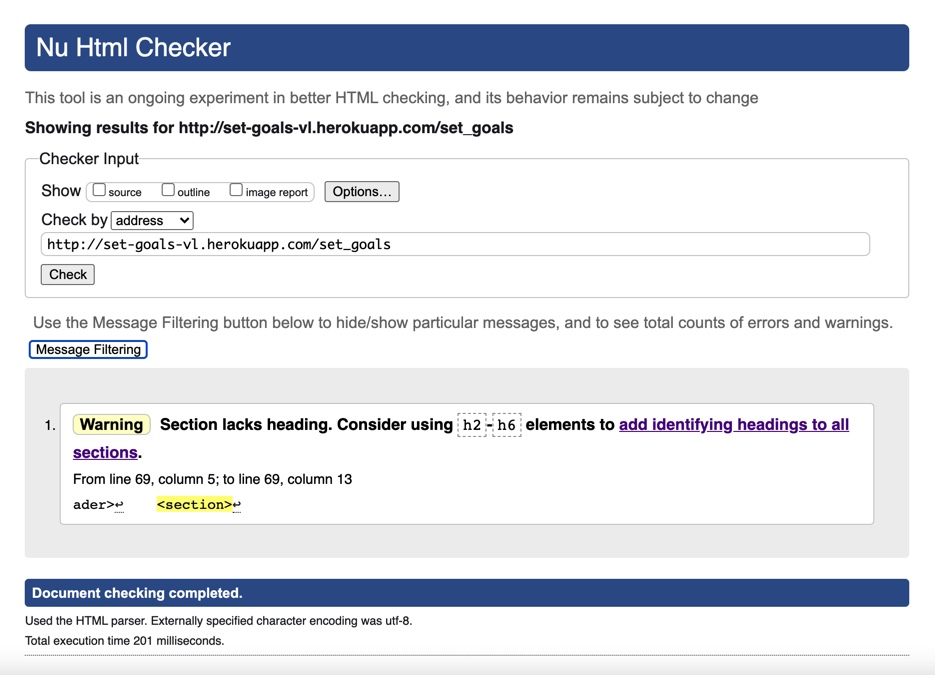 Nu Html Checker
This tool is an ongoing experiment in better HTML checking, and its behavior remains subject to change
Showing results for http://set-goals-vl.herokuapp.com/set_goals
Checker Input
Show source outline image report Options...
Check by address
http://set-goals-vl.herokuapp.com/set_goals
Check
Use the Message Filtering button below to hide/show particular messages, and to see total counts of errors and warnings.
Message Filtering
1. Warning Section lacks heading. Consider using h2-h6 elements to add identifying headings to all
sections.
From line 69, column 5; to line 69, column 13
ader>↩ <section>↩
Document checking completed.
Used the HTML parser. Externally specified character encoding was utf-8.
Total execution time 201 milliseconds.